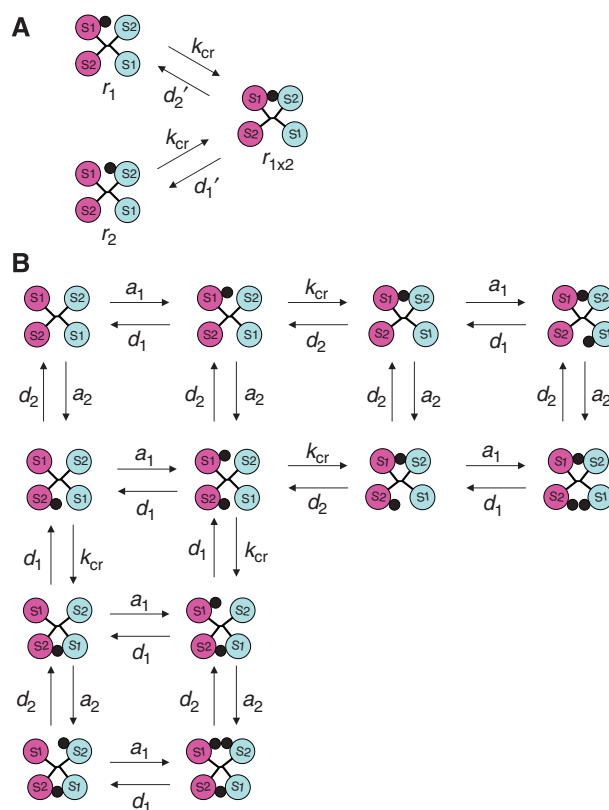 A
S1 S2
S2 S1
r1
kcr
d2′
S1 S2
S2 S1
r1x2
kcr
d1′
S1 S2
S2 S1
r2
B
S1 S2 a1 S1 S2 kcr S1 S2 a1 S1 S2
S2 S1 d1 S2 S1 d2 S2 S1 d1 S2 S1
d2 a2 d2 a2 d2 a2 d2 a2
S1 S2 a1 S1 S2 kcr S1 S2 a1 S1 S2
S2 S1 d1 S2 S1 d2 S2 S1 d1 S2 S1
d1 kcr d1 kcr
S1 S2 a1 S1 S2
S2 S1 d1 S2 S1
d2 a2 d2 a2
S1 S2 a1 S1 S2
S2 S1 d1 S2 S1